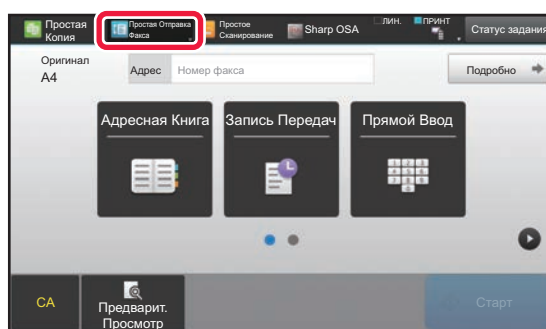 Простая
Копия
Простая Отправка
Факса
Простое
Сканирование
Sharp OSA
ЛИН.
ПРИНТ
Статус задания
Оригинал
A4
Адрес
Номер факса
Подробно
Адресная Книга
Запись Передач
Прямой Ввод
CA
Предварит.
Просмотр
Старт